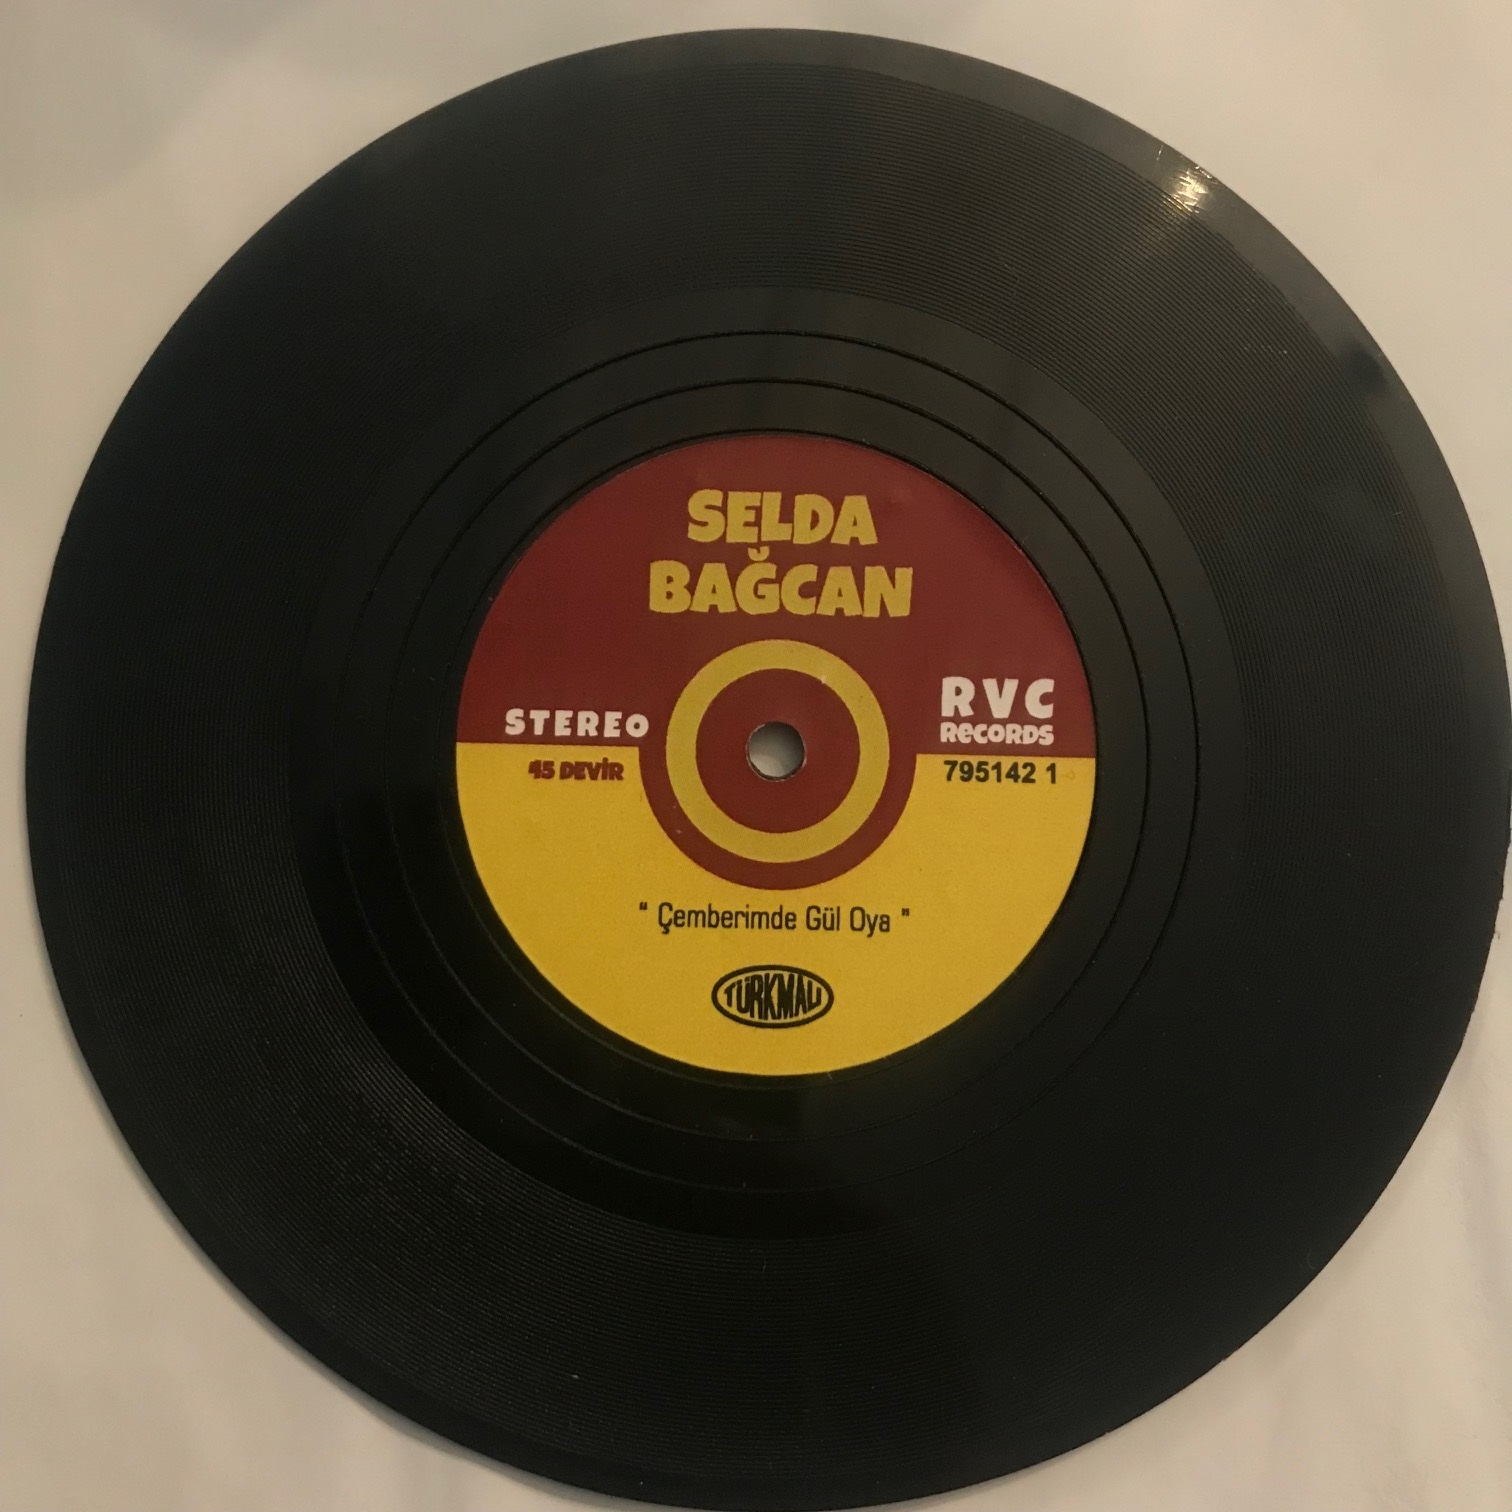 SELDA
BAĞCAN
STEREO
RVC
RECORDS
45 DEVİR
795142 1
" Çemberimde Gül Oya "
TÜRKMALI